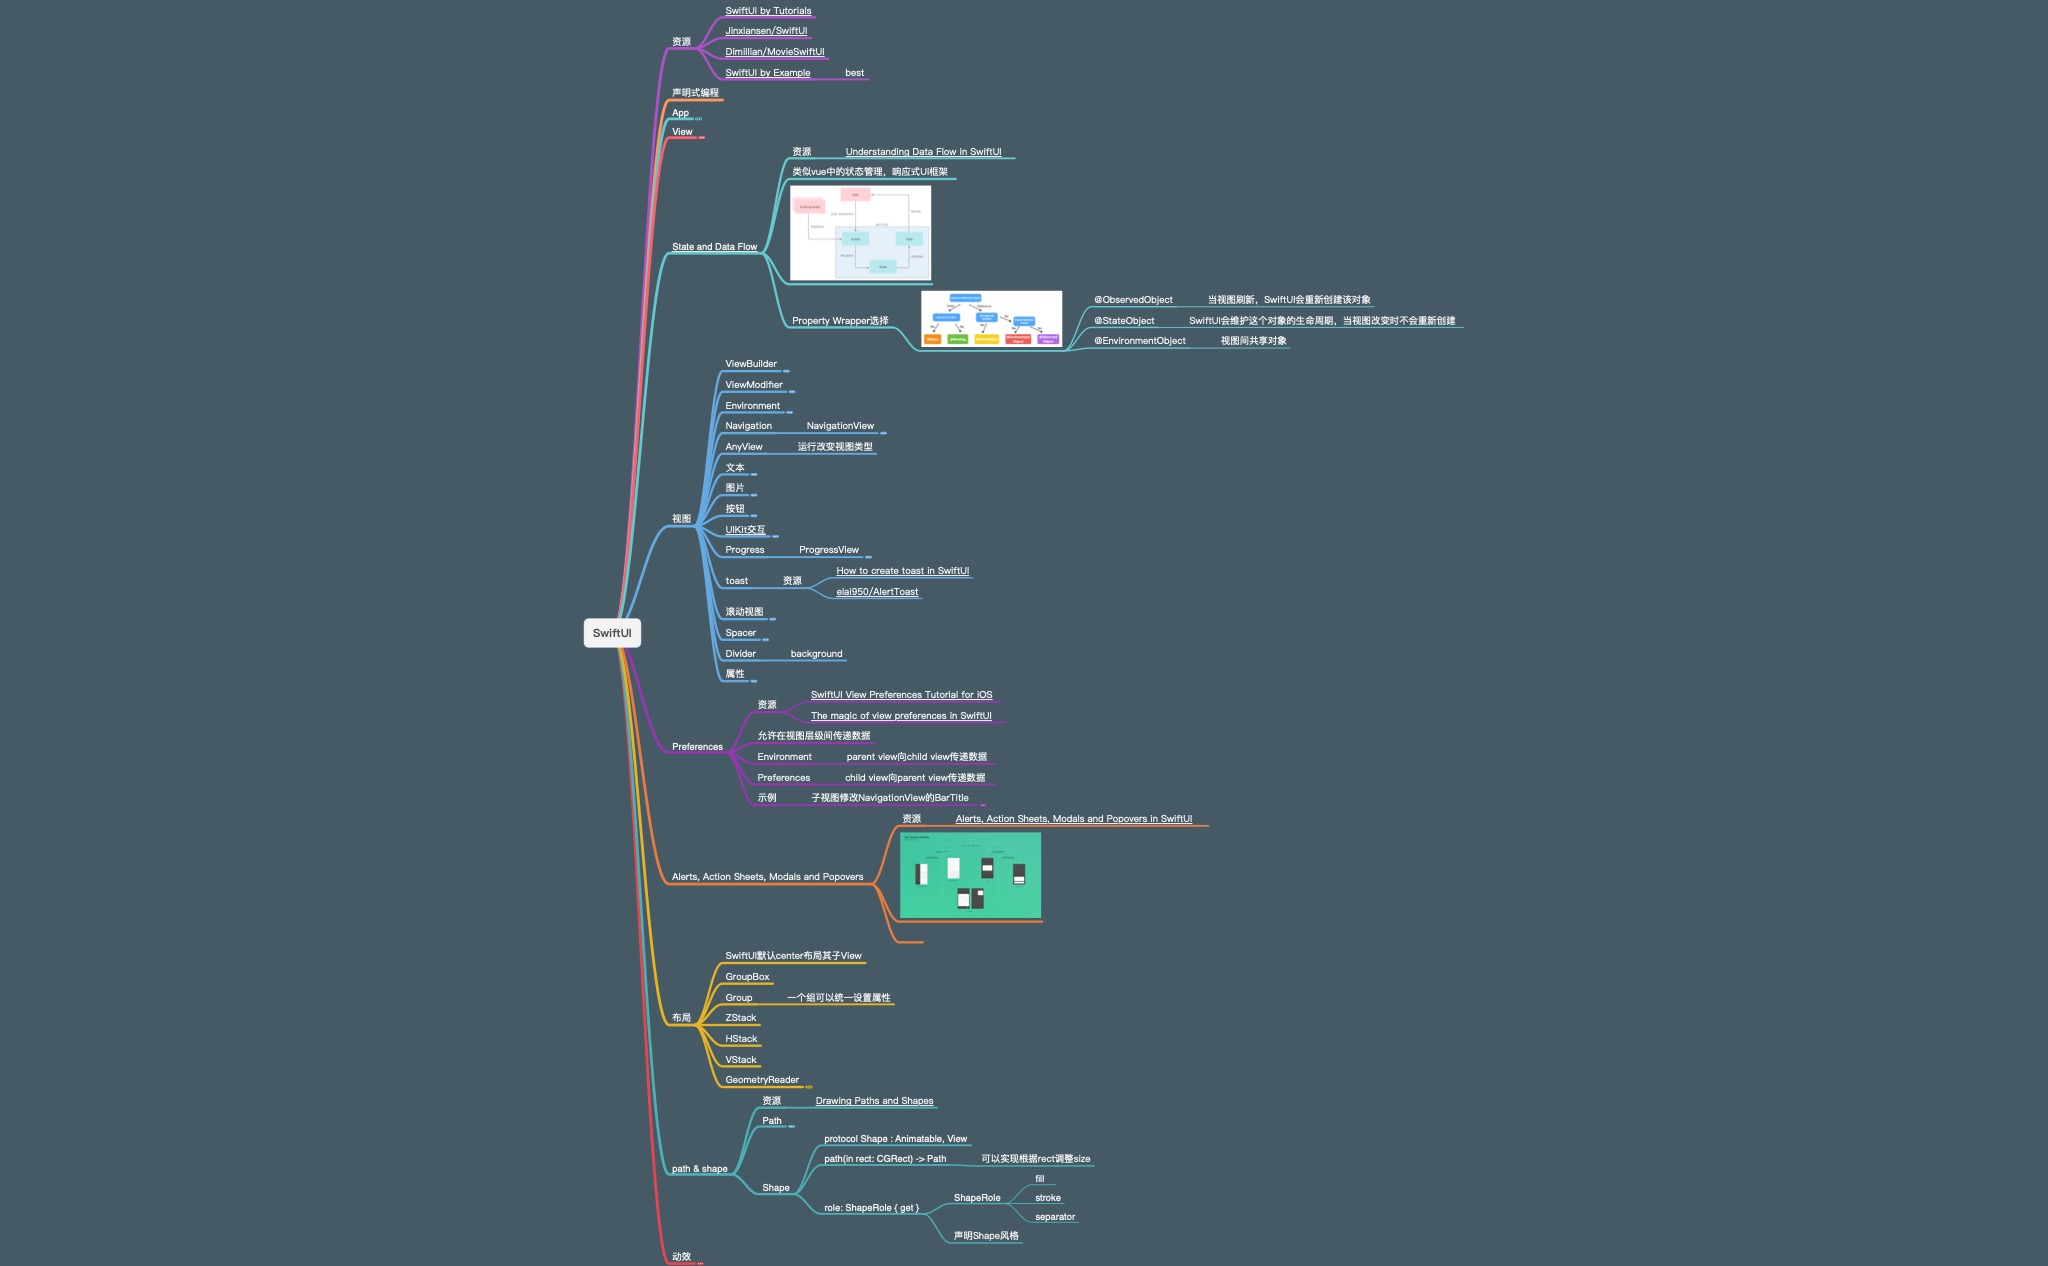 SwiftUI by Tutorials
Jinxiansen/SwiftUI
资源
Dimillian/MovieSwiftUI
SwiftUI by Example best
声明式编程
App
View
资源 Understanding Data Flow in SwiftUI
类似vue中的状态管理，响应式UI框架
State and Data Flow
Property Wrapper选择
@ObservedObject 当视图刷新，SwiftUI会重新创建该对象
@StateObject SwiftUI会维护这个对象的生命周期，当视图改变时不会重新创建
@EnvironmentObject 视图间共享对象
ViewBuilder
ViewModifier
Environment
Navigation NavigationView
AnyView 运行改变视图类型
文本
图片
按钮
视图
UIKit交互
Progress ProgressView
toast 资源
How to create toast in SwiftUI
elai950/AlertToast
滚动视图
SwiftUI
Spacer
Divider background
属性
资源
SwiftUI View Preferences Tutorial for iOS
The magic of view preferences in SwiftUI
Preferences
允许在视图层级间传递数据
Environment parent view向child view传递数据
Preferences child view向parent view传递数据
示例 子视图修改NavigationView的BarTitle
资源 Alerts, Action Sheets, Modals and Popovers in SwiftUI
Alerts, Action Sheets, Modals and Popovers
SwiftUI默认center布局其子View
GroupBox
Group 一个组可以统一设置属性
布局
ZStack
HStack
VStack
GeometryReader
资源 Drawing Paths and Shapes
Path
path & shape
protocol Shape : Animatable, View
path(in rect: CGRect) -> Path 可以实现根据rect调整size
Shape
role: ShapeRole { get }
ShapeRole
fill
stroke
separator
声明Shape风格
动效